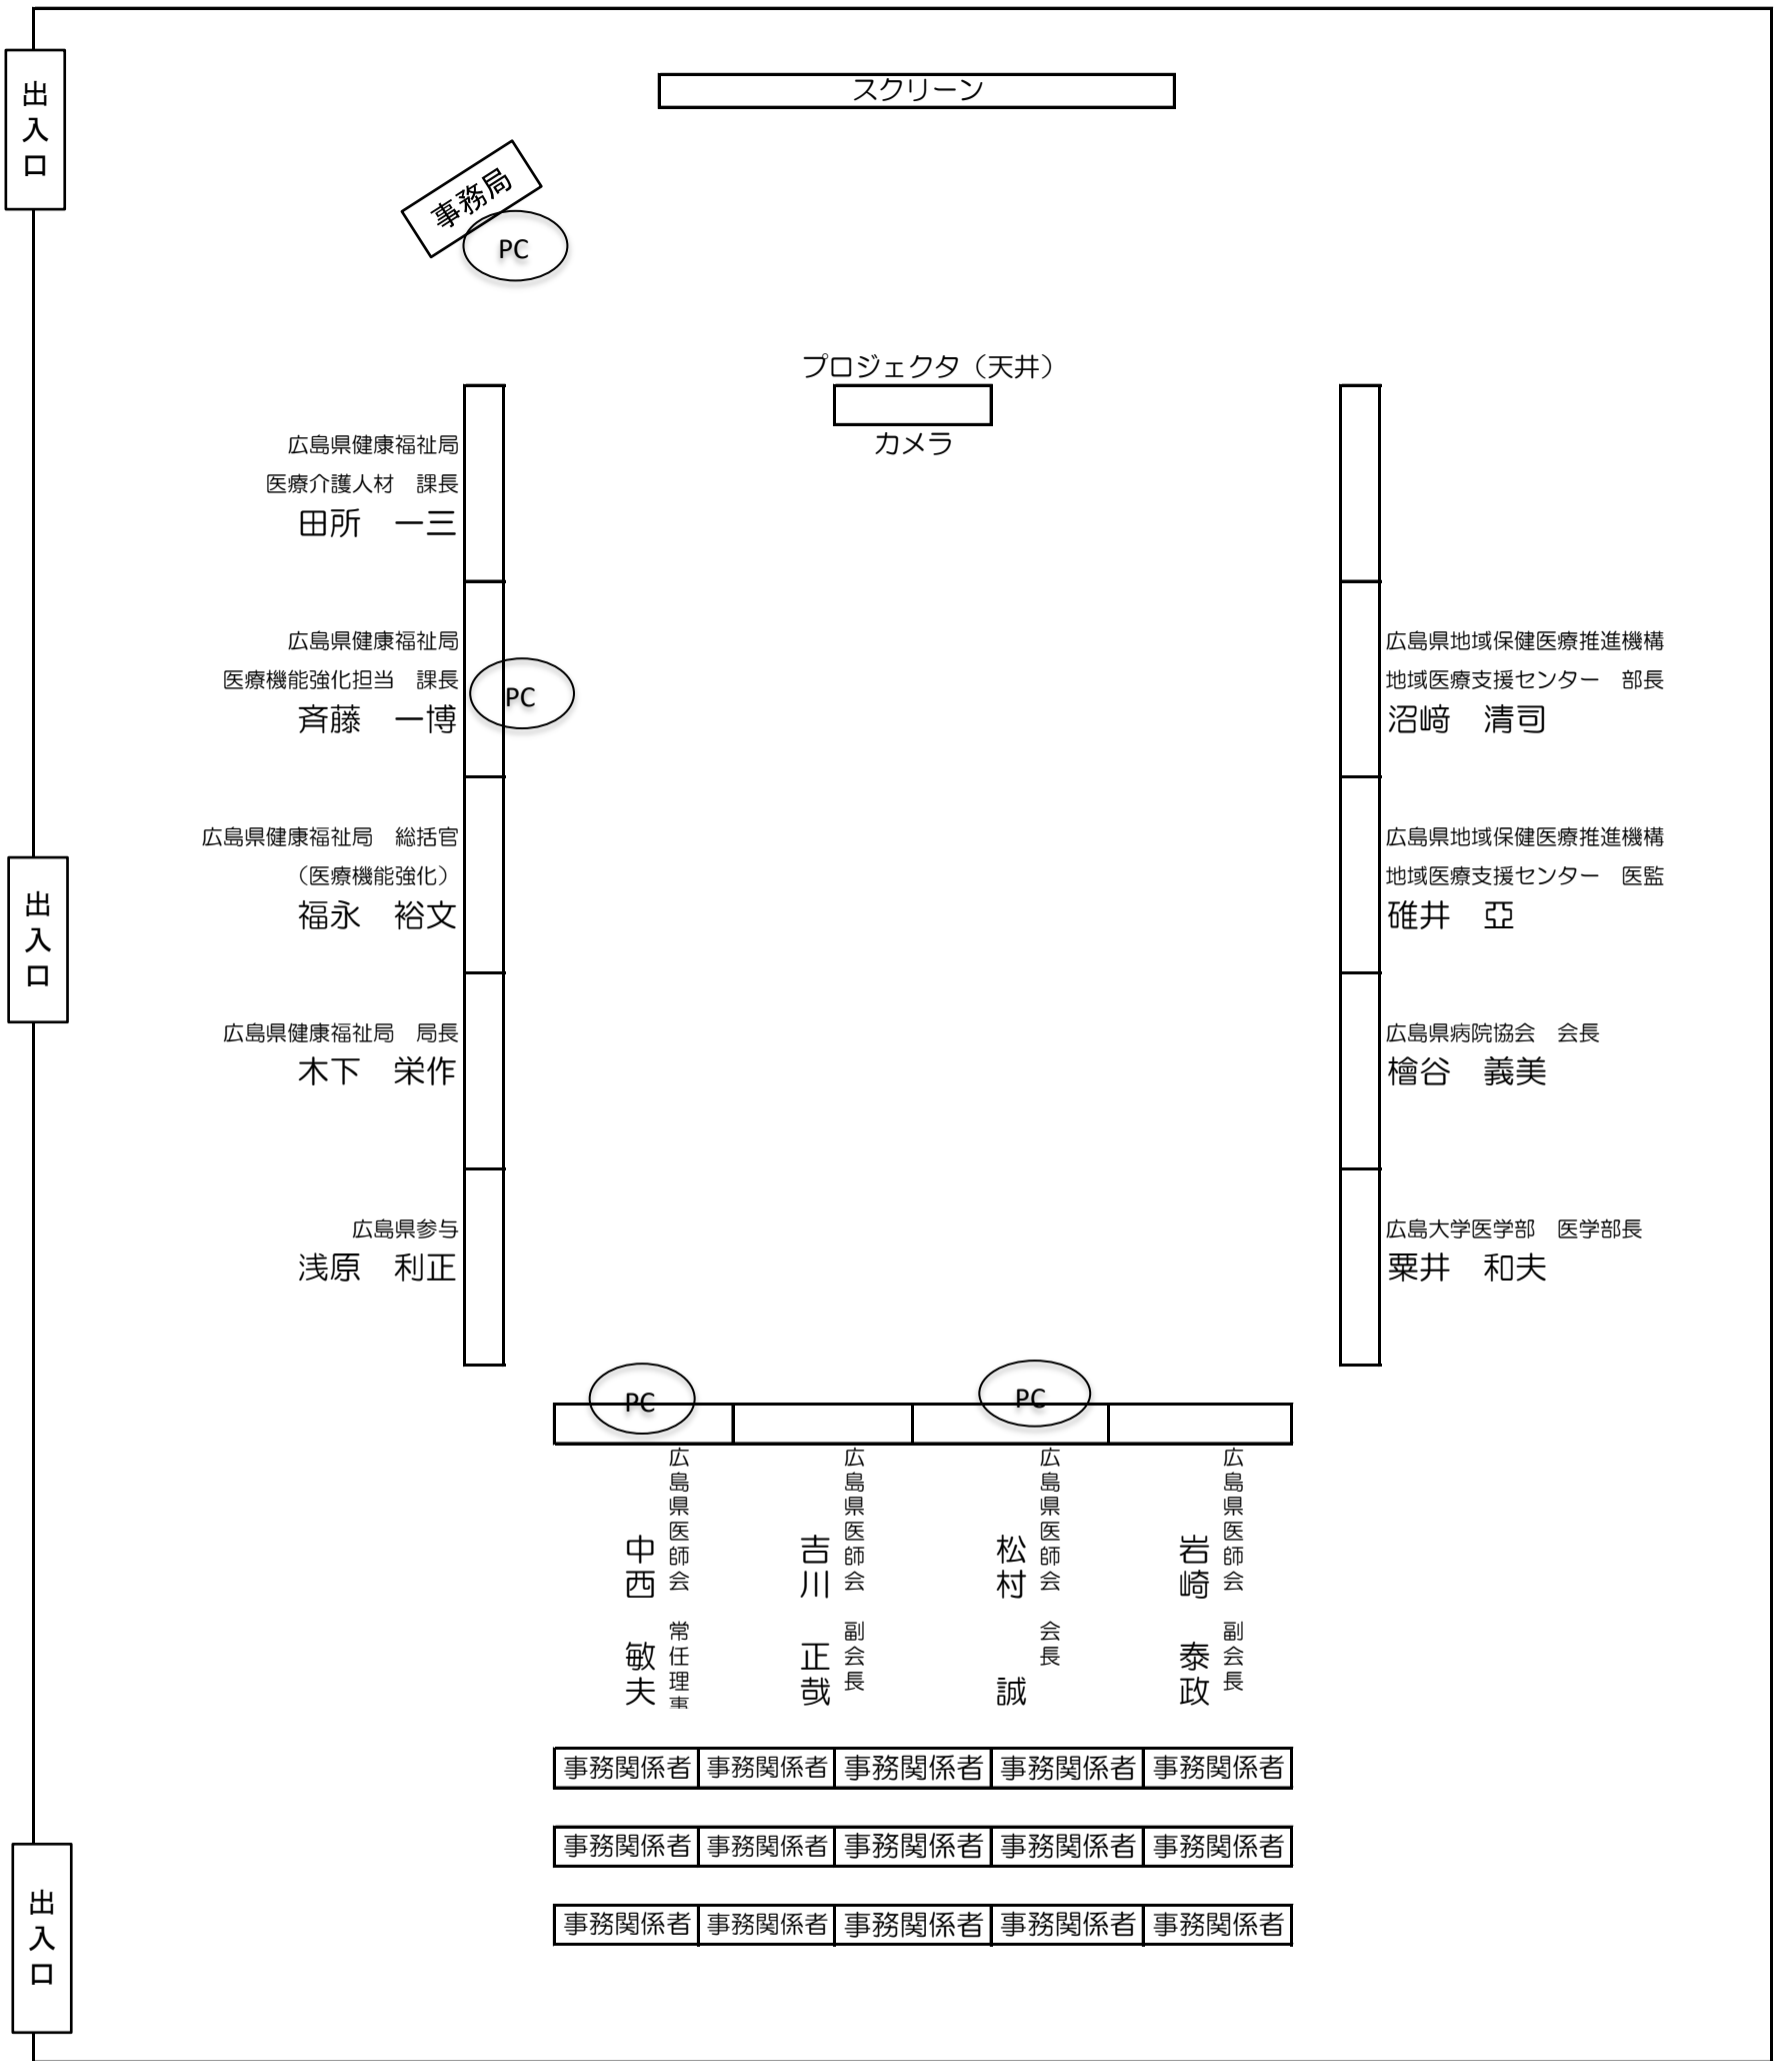 出入口
スクリーン
事務局
PC
プロジェクタ（天井）
カメラ
広島県健康福祉局
医療介護人材　課長
田所　一三
広島県健康福祉局
医療機能強化担当　課長
斉藤　一博
PC
広島県地域保健医療推進機構
地域医療支援センター　部長
沼﨑　清司
広島県健康福祉局　総括官
（医療機能強化）
福永　裕文
広島県地域保健医療推進機構
地域医療支援センター　医監
碓井　亞
出入口
広島県健康福祉局　局長
木下　栄作
広島県病院協会　会長
檜谷　義美
広島県参与
浅原　利正
広島大学医学部　医学部長
粟井　和夫
PC
PC
広島県医師会　常任理事
中西　敏夫
広島県医師会　副会長
吉川　正哉
広島県医師会　会長
松村　　誠
広島県医師会　副会長
岩崎　泰政
事務関係者 事務関係者 事務関係者 事務関係者 事務関係者
事務関係者 事務関係者 事務関係者 事務関係者 事務関係者
事務関係者 事務関係者 事務関係者 事務関係者 事務関係者
出入口